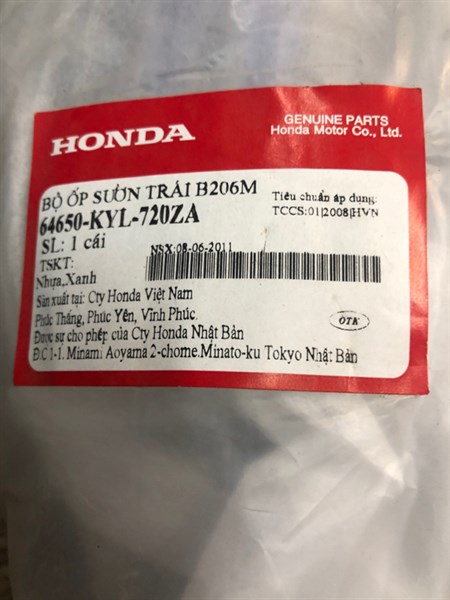 HONDA
GENUINE PARTS
Honda Motor Co., Ltd.
BỘ ỐP SƯỜN TRÁI B206M
64650-KYL-720ZA
Tiêu chuẩn áp dụng:
TCCS:01|2008|HVN
SL: 1 cái
NSX:08-06-2011
TSKT:
Nhựa,Xanh
Sản xuất tại: Cty Honda Việt Nam
Phúc Thắng, Phúc Yên, Vĩnh Phúc.
Được sự cho phép của Cty Honda Nhật Bản
Đ.C 1-1. Minami Aoyama 2-chome.Minato-ku Tokyo Nhật Bản
OTK